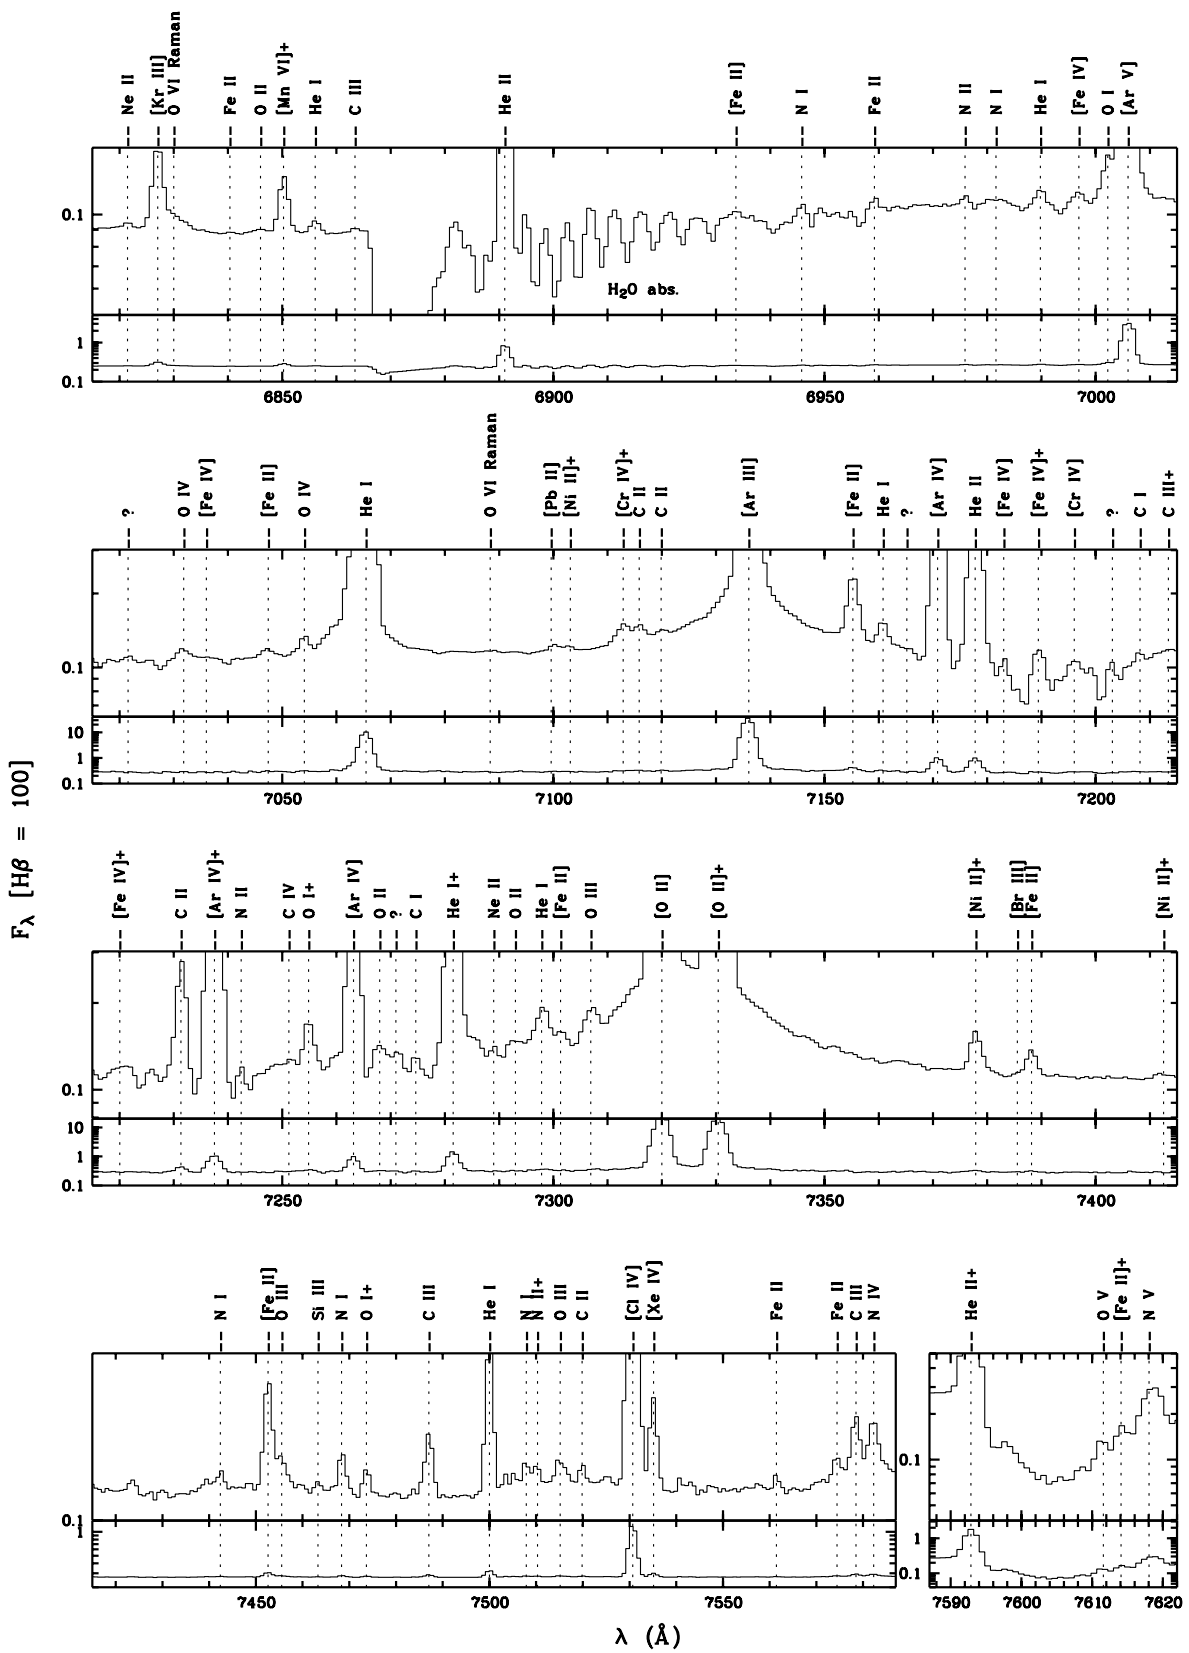 Ne II
[Kr III]
O VI Raman
Fe II
O II
[Mn VI]+
He I
C III
He II
[Fe II]
N I
Fe II
N II
N I
He I
[Fe IV]
O I
[Ar V]
0.1
H₂O abs.
1
0.1
6850 6900 6950 7000
?
O IV
[Fe IV]
[Fe II]
O IV
He I
O VI Raman
[Pb II]
[Ni II]+
[Cr IV]+
C II
C II
[Ar III]
[Fe II]
He I
?
[Ar IV]
He II
[Fe IV]
[Fe IV]+
[Cr IV]
?
C I
C III+
0.1
10
1
0.1
7050 7100 7150 7200
F_λ [Hβ = 100]
[Fe IV]+
C II
[Ar IV]+
N II
C IV
O I+
[Ar IV]
O II
?
C I
He I+
Ne II
O II
He I
[Fe II]
O III
[O II]
[O II]+
[Ni II]+
[Br III]
[Fe II]
[Ni II]+
0.1
10
1
0.1
7250 7300 7350 7400
N I
[Fe II]
O III
Si III
N I
O I+
C III
He I
N I
N II+
O III
C II
[Cl IV]
[Xe IV]
Fe II
Fe II
C III
N IV
He II+
O V
[Fe II]+
N V
0.1
1
0.1
1
0.1
7450 7500 7550
7590 7600 7610 7620
λ (Å)